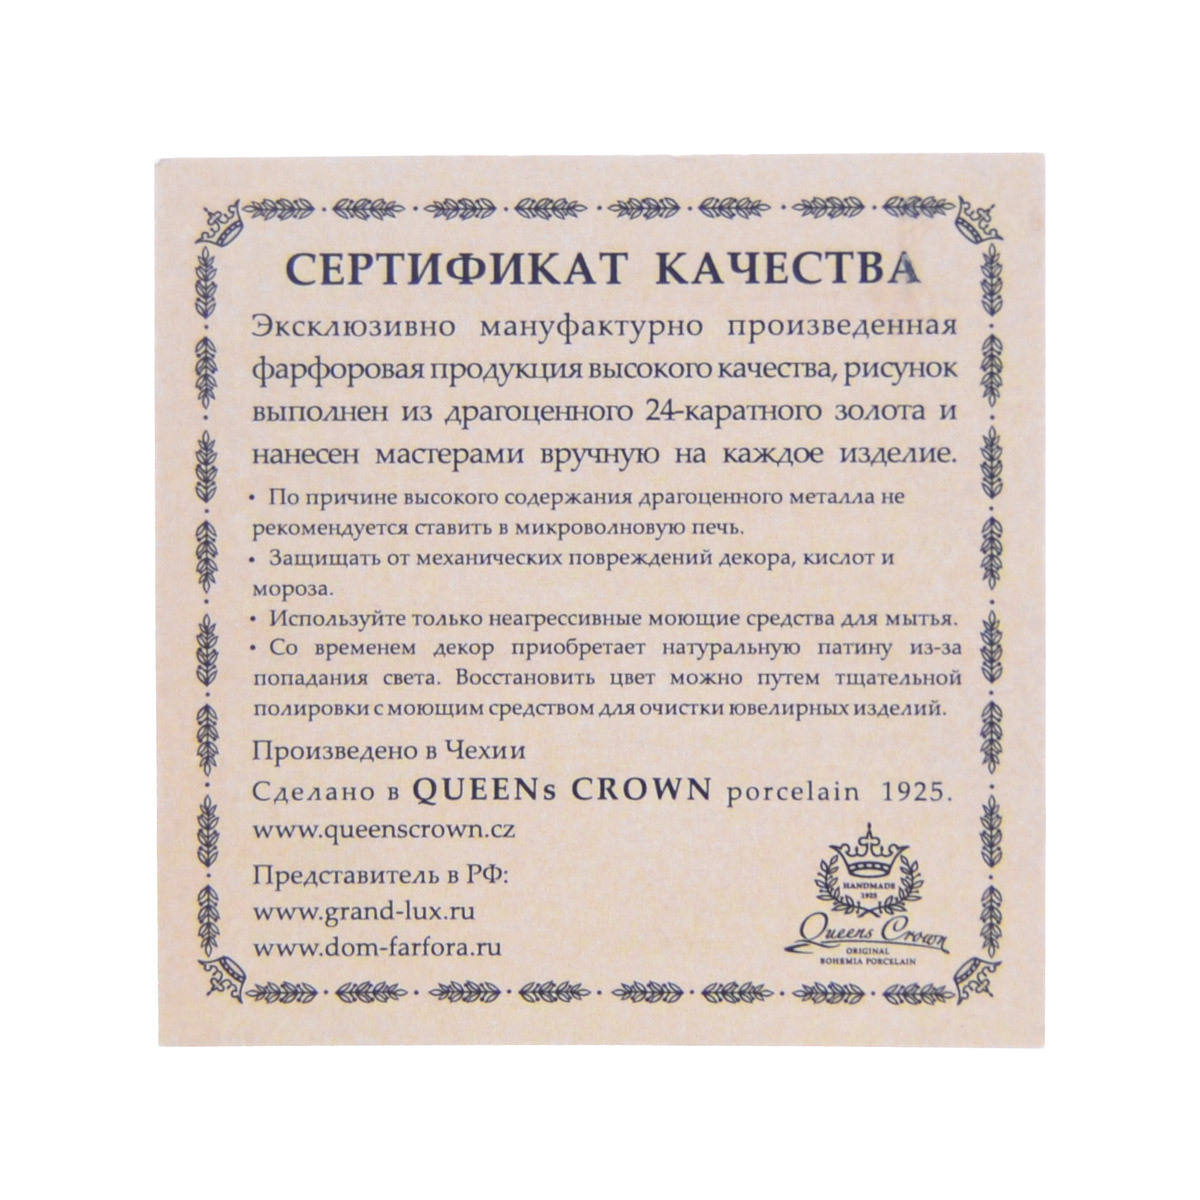 СЕРТИФИКАТ КАЧЕСТВА
Эксклюзивно мануфактурно произведенная
фарфоровая продукция высокого качества, рисунок
выполнен из драгоценного 24-каратного золота и
нанесен мастерами вручную на каждое изделие.
• По причине высокого содержания драгоценного металла не
рекомендуется ставить в микроволновую печь.
• Защищать от механических повреждений декора, кислот и
мороза.
• Используйте только неагрессивные моющие средства для мытья.
• Со временем декор приобретает натуральную патину из-за
попадания света. Восстановить цвет можно путем тщательной
полировки с моющим средством для очистки ювелирных изделий.
Произведено в Чехии
Сделано в QUEENs CROWN porcelain 1925.
www.queenscrown.cz
Представитель в РФ:
www.grand-lux.ru
www.dom-farfora.ru
HANDMADE
1925
Queens Crown
ORIGINAL
BOHEMIA PORCELAIN